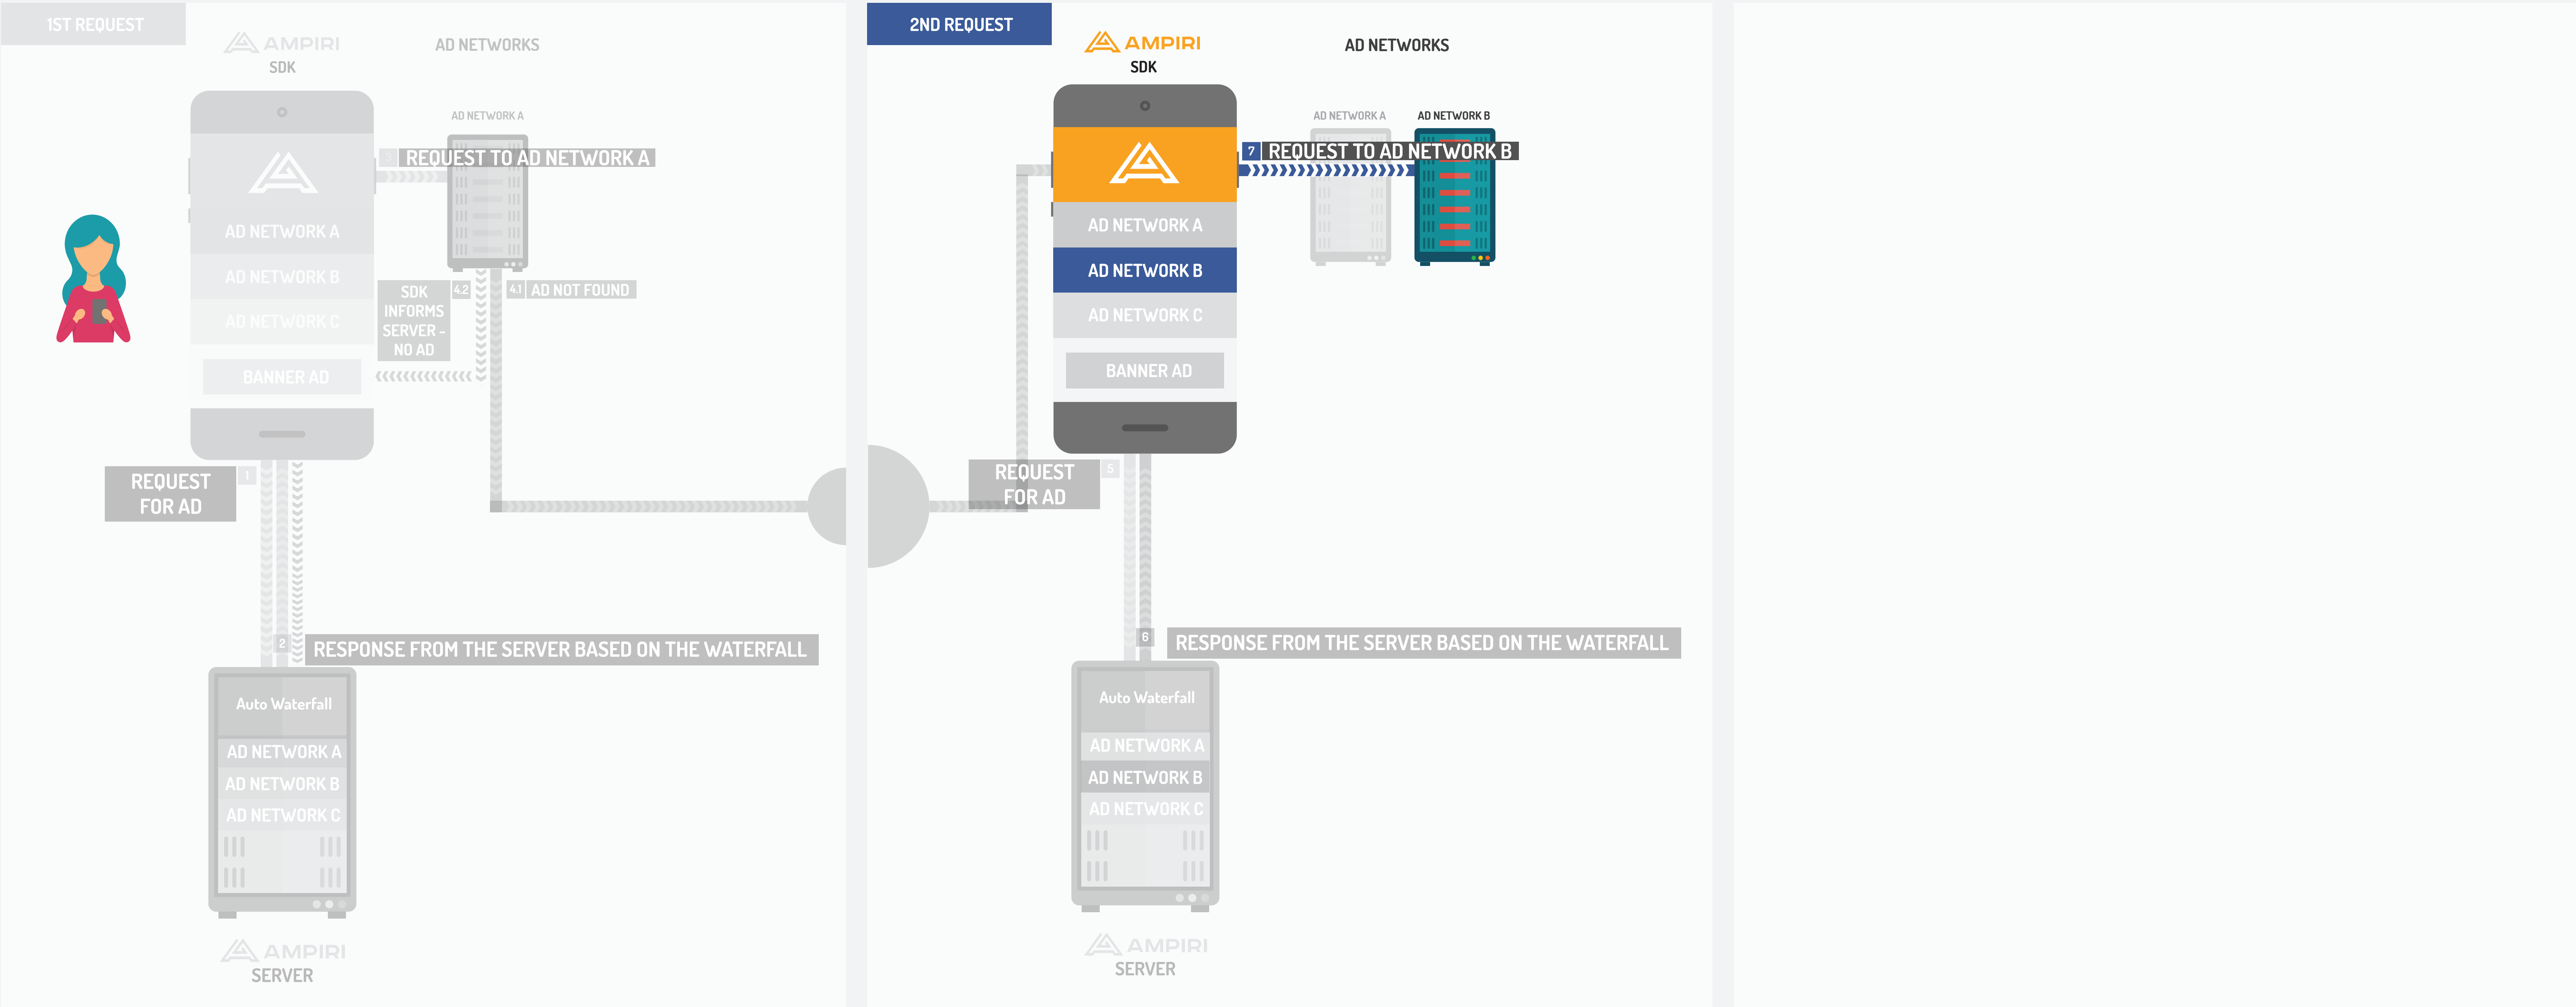 1ST REQUEST
AMPIRI
SDK
AD NETWORKS
AD NETWORK A
3 REQUEST TO AD NETWORK A
AD NETWORK A
AD NETWORK B
AD NETWORK C
BANNER AD
SDK
INFORMS
SERVER -
NO AD
4.2
4.1 AD NOT FOUND
REQUEST
FOR AD
1
2 RESPONSE FROM THE SERVER BASED ON THE WATERFALL
Auto Waterfall
AD NETWORK A
AD NETWORK B
AD NETWORK C
AMPIRI
SERVER
2ND REQUEST
AMPIRI
SDK
AD NETWORKS
AD NETWORK A
AD NETWORK B
7 REQUEST TO AD NETWORK B
AD NETWORK A
AD NETWORK B
AD NETWORK C
BANNER AD
REQUEST
FOR AD
5
6 RESPONSE FROM THE SERVER BASED ON THE WATERFALL
Auto Waterfall
AD NETWORK A
AD NETWORK B
AD NETWORK C
AMPIRI
SERVER